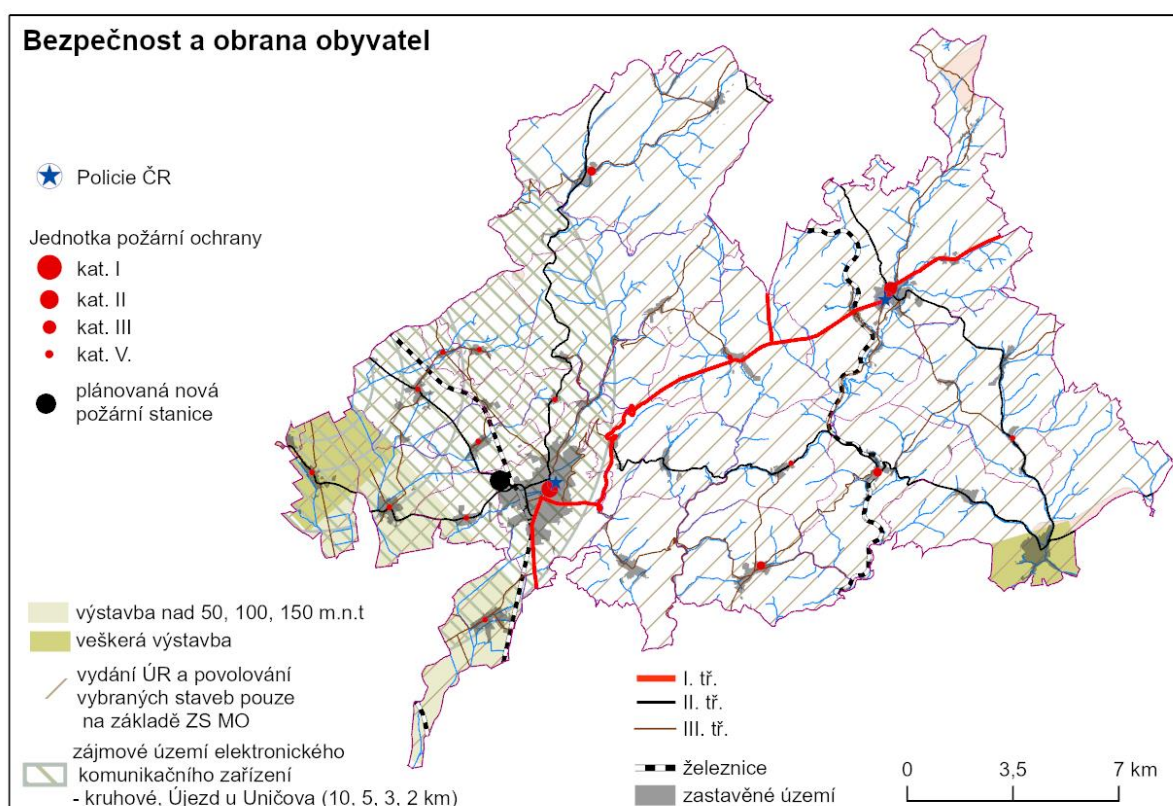 Bezpečnost a obrana obyvatel
Policie ČR
Jednotka požární ochrany
kat. I
kat. II
kat. III
kat. V.
plánovaná nová
požární stanice
výstavba nad 50, 100, 150 m.n.t
veškerá výstavba
vydání ÚR a povolování
vybraných staveb pouze
na základě ZS MO
zájmové území elektronického
komunikačního zařízení
- kruhové, Újezd u Uničova (10, 5, 3, 2 km)
I. tř.
II. tř.
III. tř.
železnice
zastavěné území
0 3,5 7 km